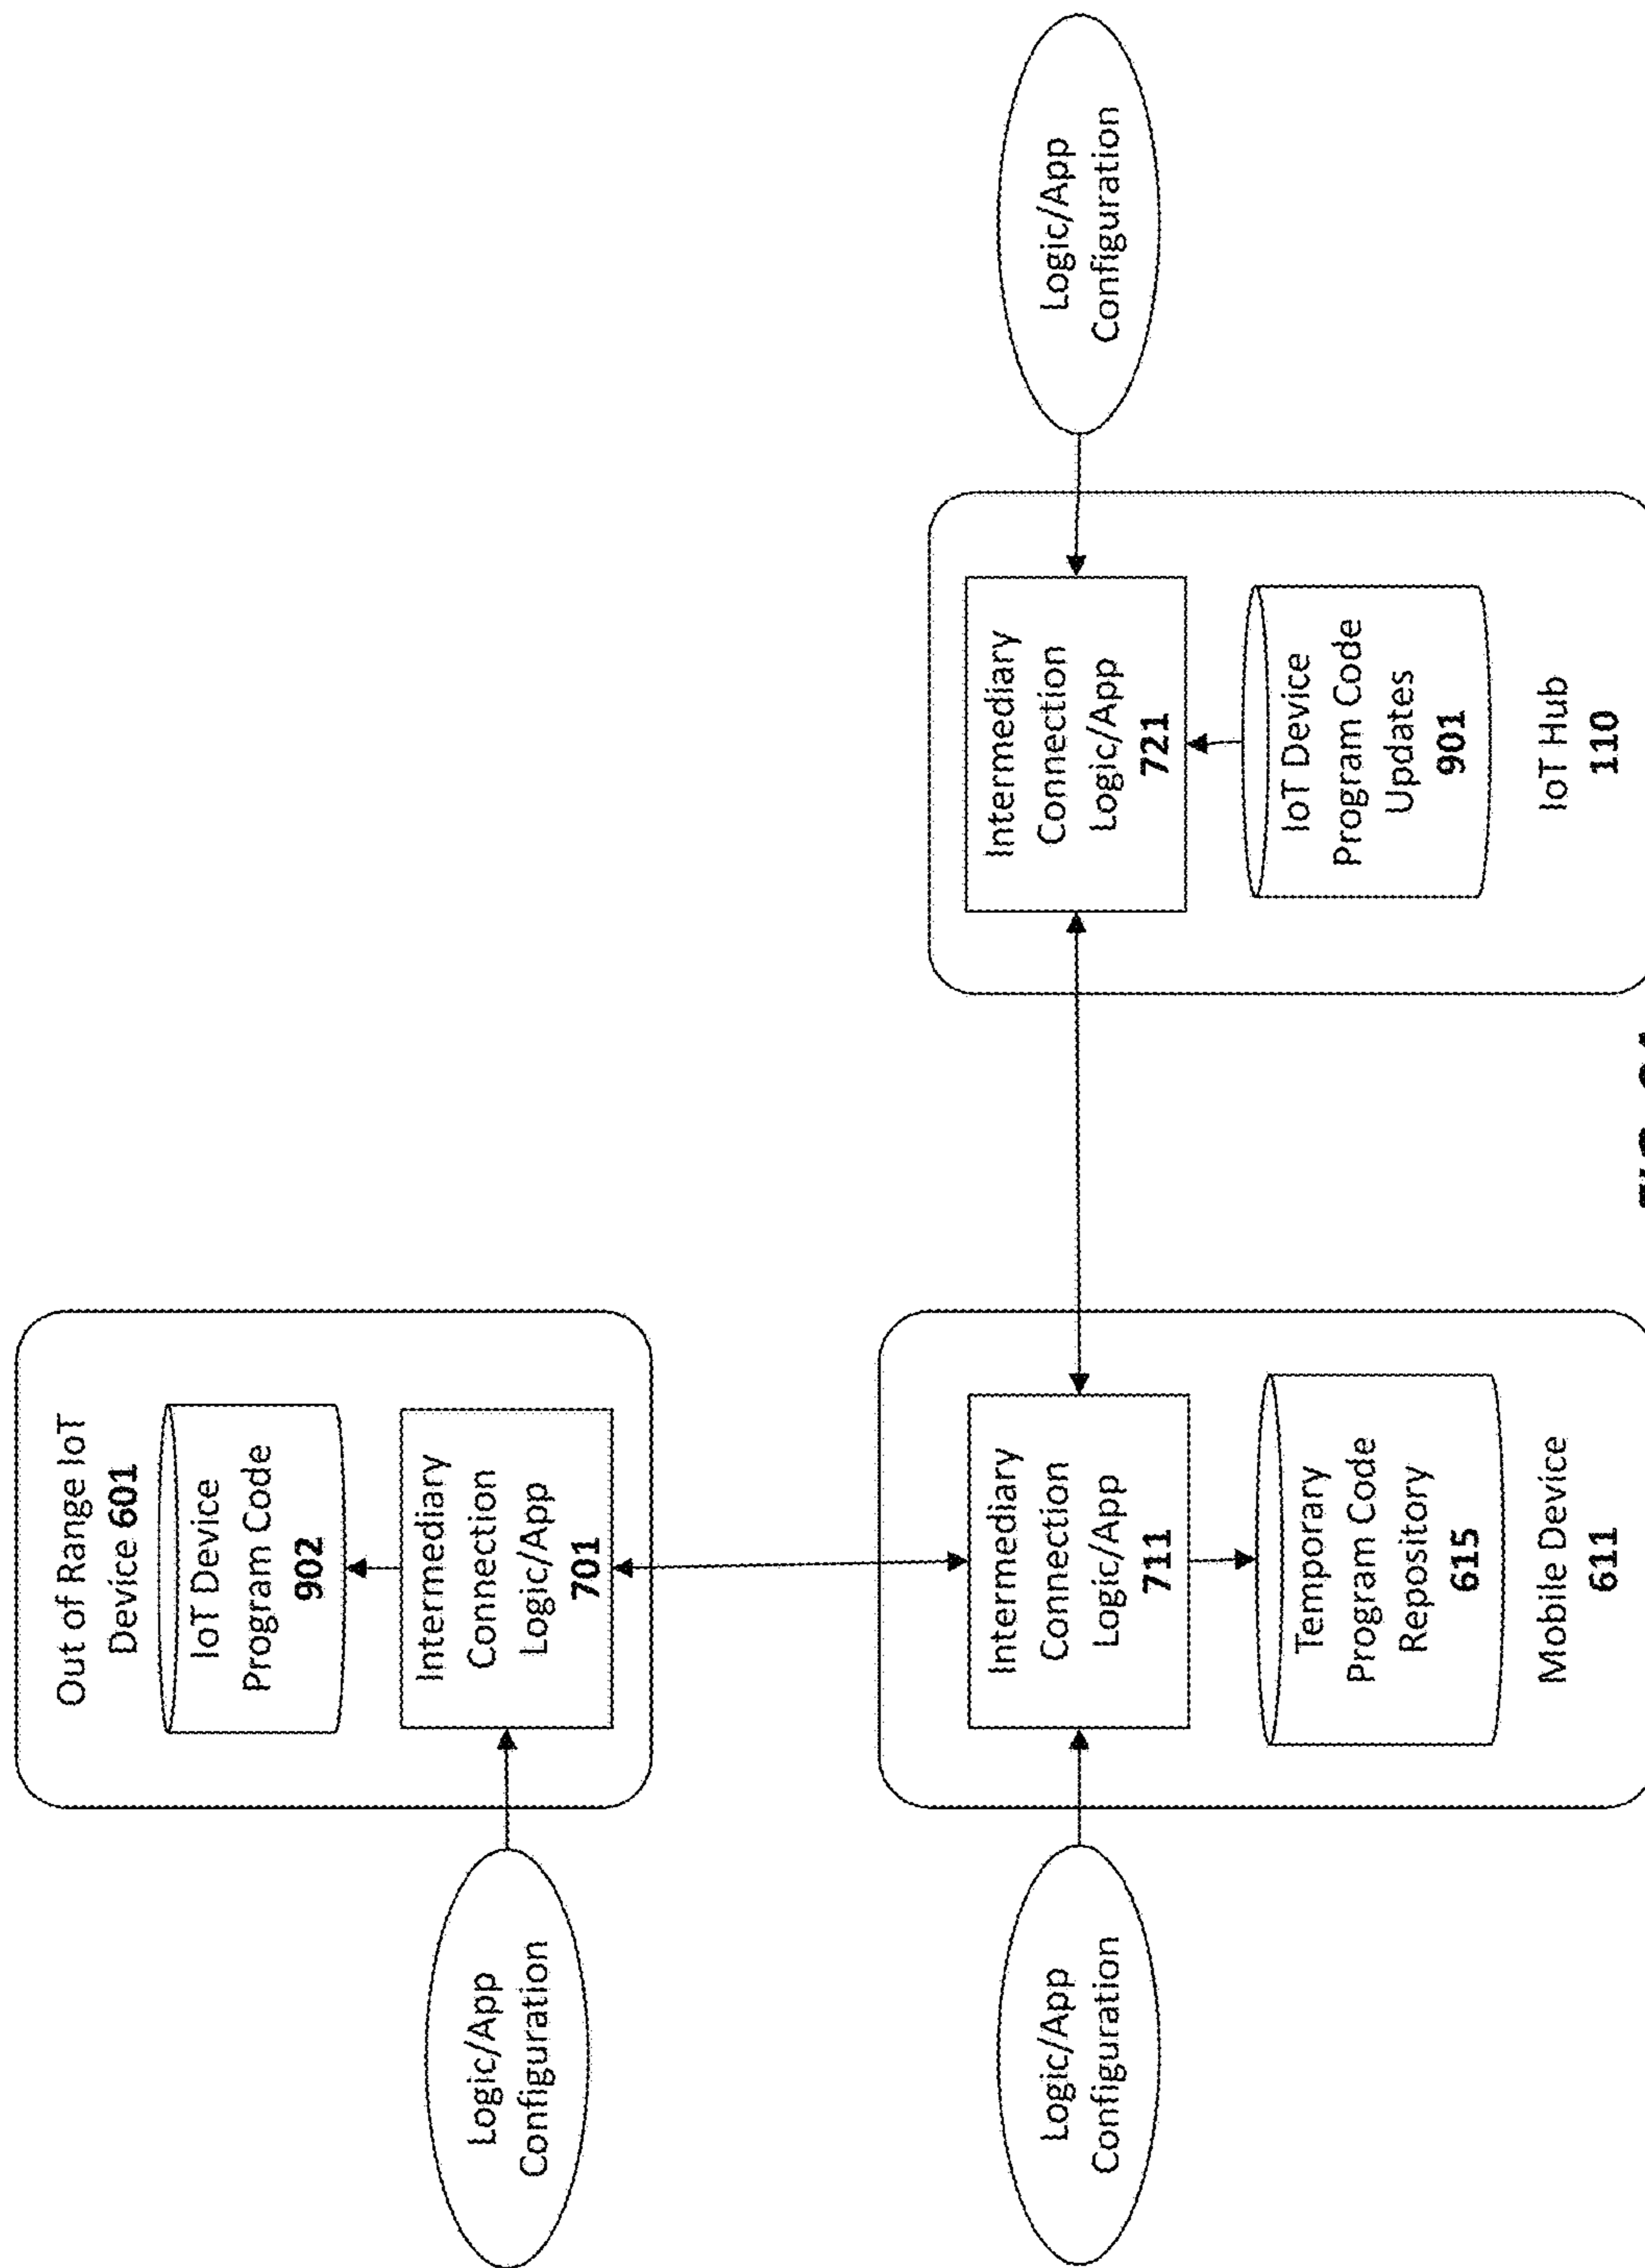 Out of Range IoT
Device 601
IoT Device
Program Code
902
Intermediary
Connection
Logic/App
701
Logic/App
Configuration
Logic/App
Configuration
Intermediary
Connection
Logic/App
711
Temporary
Program Code
Repository
615
Mobile Device
611
Intermediary
Connection
Logic/App
721
IoT Device
Program Code
Updates
901
IoT Hub
110
Logic/App
Configuration